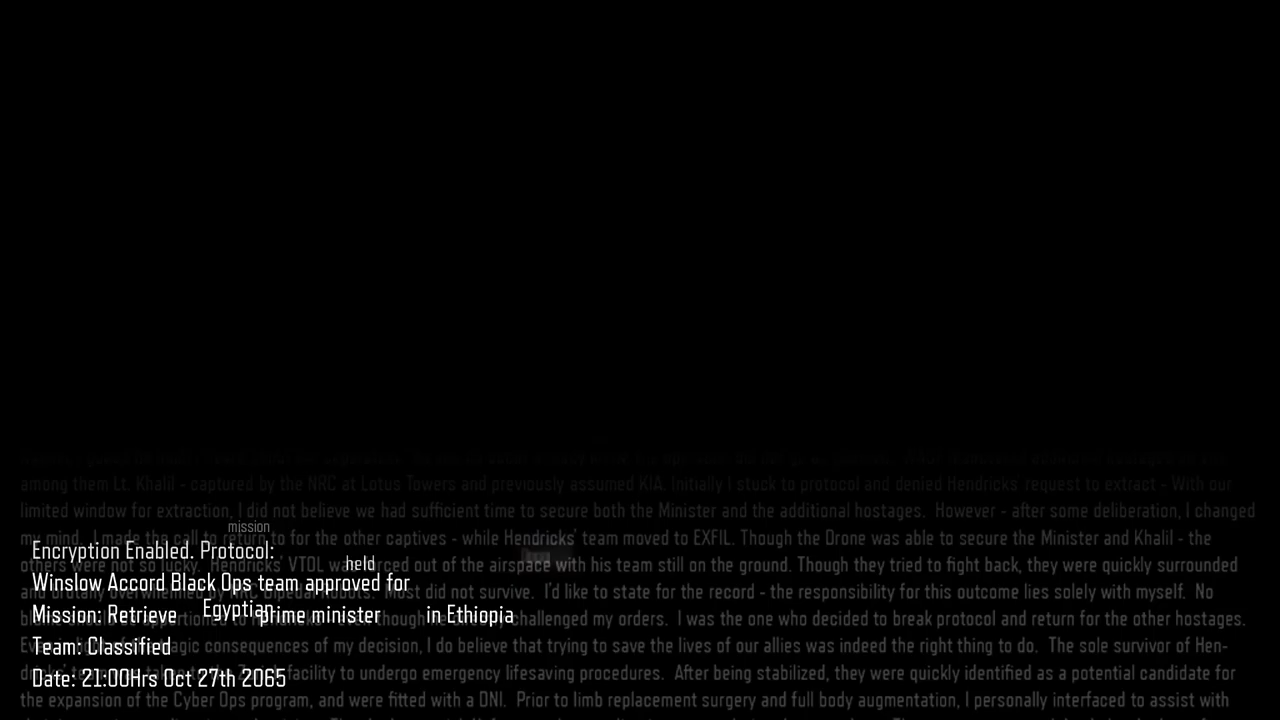 among them Lt. Khalil - captured by the NRC at Lotus Towers and previously assumed KIA. Initially I stuck to protocol and denied Hendricks' request to extract - With our
limited window for extraction, I did not believe we had sufficient time to secure both the Minister and the additional hostages. However - after some deliberation, I changed
my mind. I made the call to return to for the other captives - while Hendricks' team moved to EXFIL. Though the Drone was able to secure the Minister and Khalil - the
others were not so lucky. Hendricks' VTOL was forced out of the airspace with his team still on the ground. Though they tried to fight back, they were quickly surrounded
and brutally overwhelmed by NRC bipedal robots. Most did not survive. I'd like to state for the record - the responsibility for this outcome lies solely with myself. No
though challenged my orders. I was the one who decided to break protocol and return for the other hostages.
consequences of my decision, I do believe that trying to save the lives of our allies was indeed the right thing to do. The sole survivor of Hen-
facility to undergo emergency lifesaving procedures. After being stabilized, they were quickly identified as a potential candidate for
the expansion of the Cyber Ops program, and were fitted with a DNI. Prior to limb replacement surgery and full body augmentation, I personally interfaced to assist with
mission
Encryption Enabled. Protocol:
held
Winslow Accord Black Ops team approved for
Mission: Retrieve Egyptian prime minister in Ethiopia
Team: Classified
Date: 21:00Hrs Oct 27th 2065